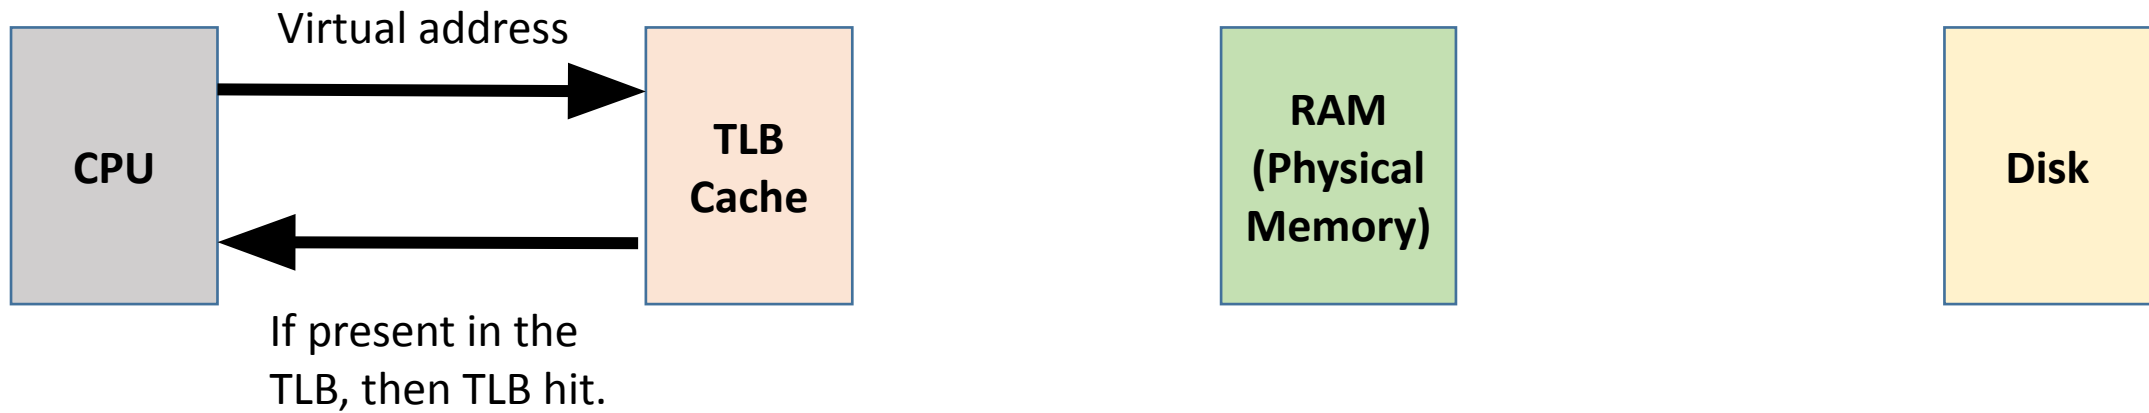 Virtual address
CPU
TLB
Cache
If present in the
TLB, then TLB hit.
RAM
(Physical
Memory)
Disk